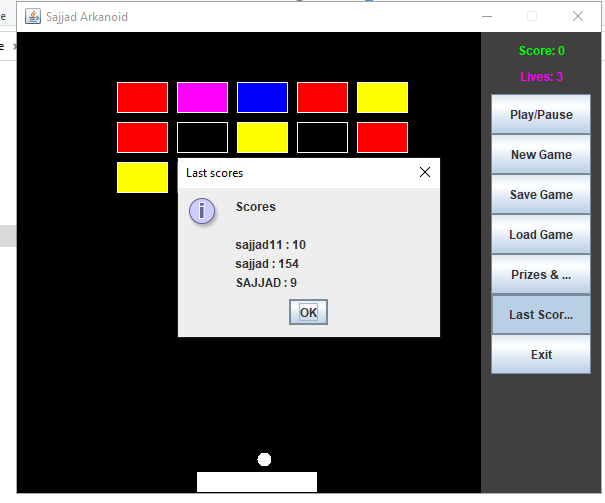 Sajjad Arkanoid
Score: 0
Lives: 3
Play/Pause
New Game
Save Game
Load Game
Prizes & ...
Last Scor...
Exit
Last scores
Scores
sajjad11 : 10
sajjad : 154
SAJJAD : 9
OK